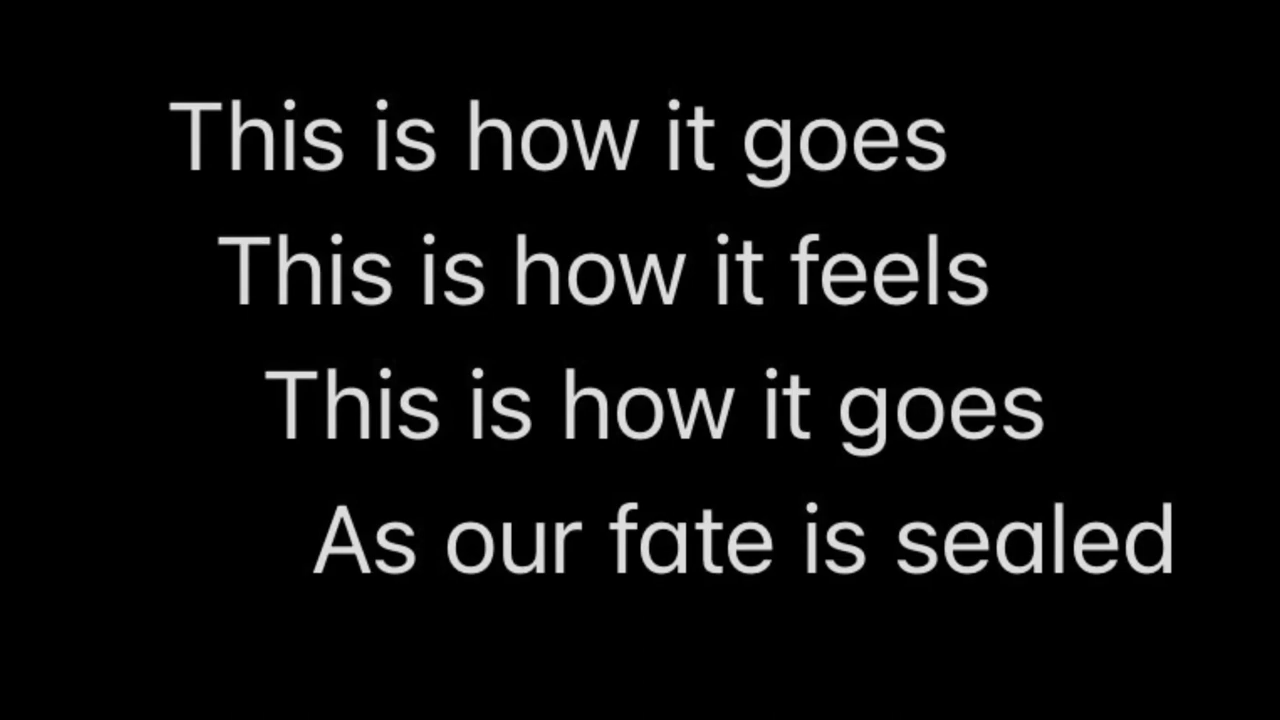 This is how it goes
This is how it feels
This is how it goes
As our fate is sealed